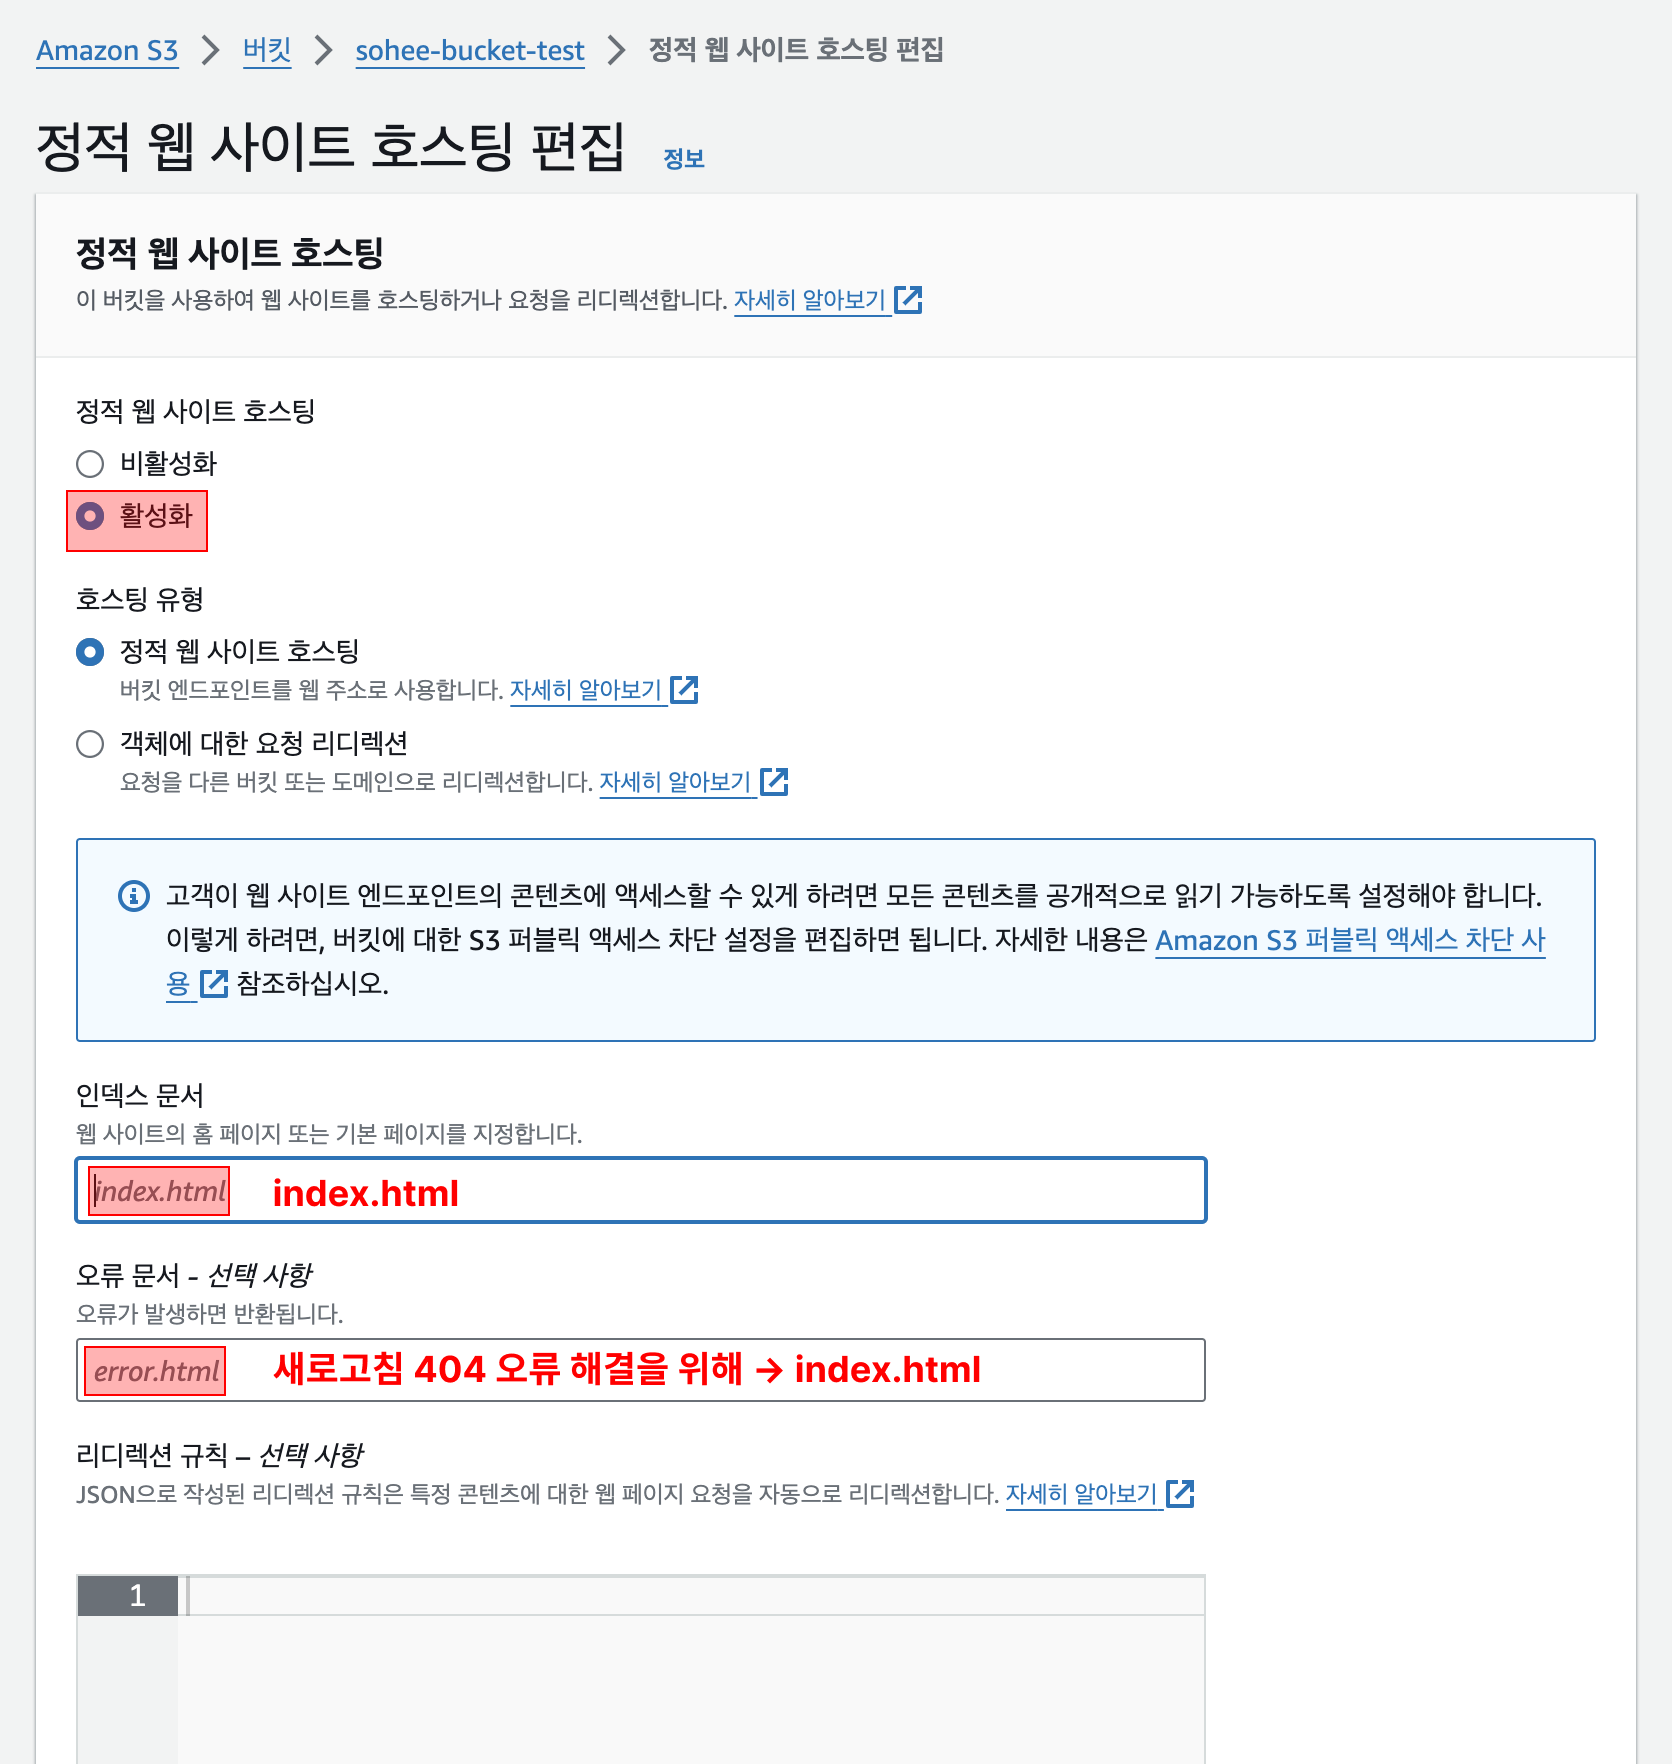 Amazon S3 > 버킷 > sohee-bucket-test > 정적 웹 사이트 호스팅 편집
정적 웹 사이트 호스팅 편집 정보
정적 웹 사이트 호스팅
이 버킷을 사용하여 웹 사이트를 호스팅하거나 요청을 리디렉션합니다. 자세히 알아보기
정적 웹 사이트 호스팅
비활성화
활성화
호스팅 유형
정적 웹 사이트 호스팅
버킷 엔드포인트를 웹 주소로 사용합니다. 자세히 알아보기
객체에 대한 요청 리디렉션
요청을 다른 버킷 또는 도메인으로 리디렉션합니다. 자세히 알아보기
고객이 웹 사이트 엔드포인트의 콘텐츠에 액세스할 수 있게 하려면 모든 콘텐츠를 공개적으로 읽기 가능하도록 설정해야 합니다.
이렇게 하려면, 버킷에 대한 S3 퍼블릭 액세스 차단 설정을 편집하면 됩니다. 자세한 내용은 Amazon S3 퍼블릭 액세스 차단 사
용 참조하십시오.
인덱스 문서
웹 사이트의 홈 페이지 또는 기본 페이지를 지정합니다.
index.html index.html
오류 문서 - 선택 사항
오류가 발생하면 반환됩니다.
error.html 새로고침 404 오류 해결을 위해 → index.html
리디렉션 규칙 – 선택 사항
JSON으로 작성된 리디렉션 규칙은 특정 콘텐츠에 대한 웹 페이지 요청을 자동으로 리디렉션합니다. 자세히 알아보기
1